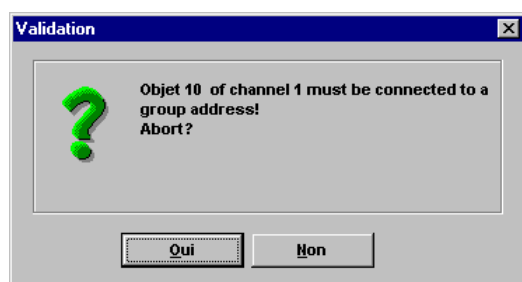 Validation
Objet 10 of channel 1 must be connected to a
group address!
Abort?
Oui Non